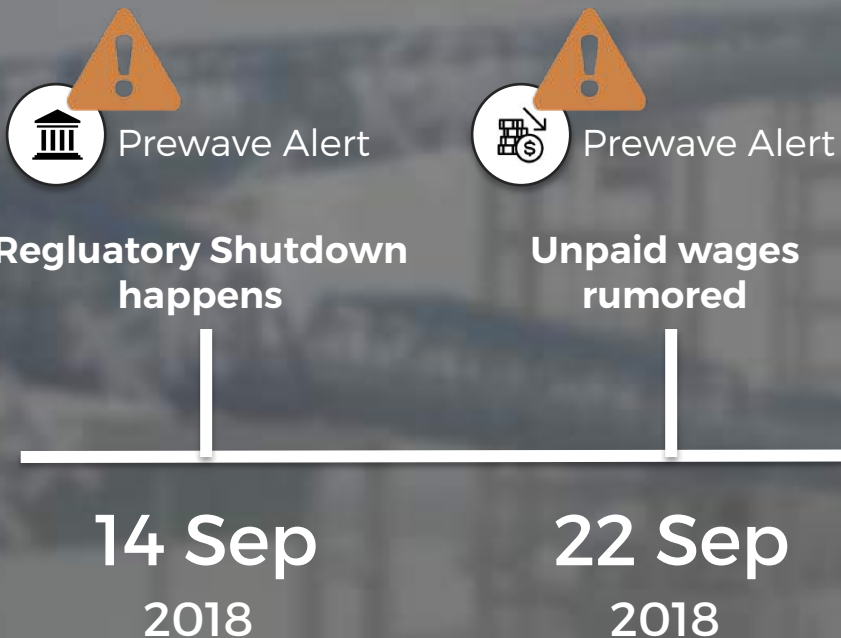 Prewave Alert
Prewave Alert
Regluatory Shutdown
happens
Unpaid wages
rumored
14 Sep
2018
22 Sep
2018